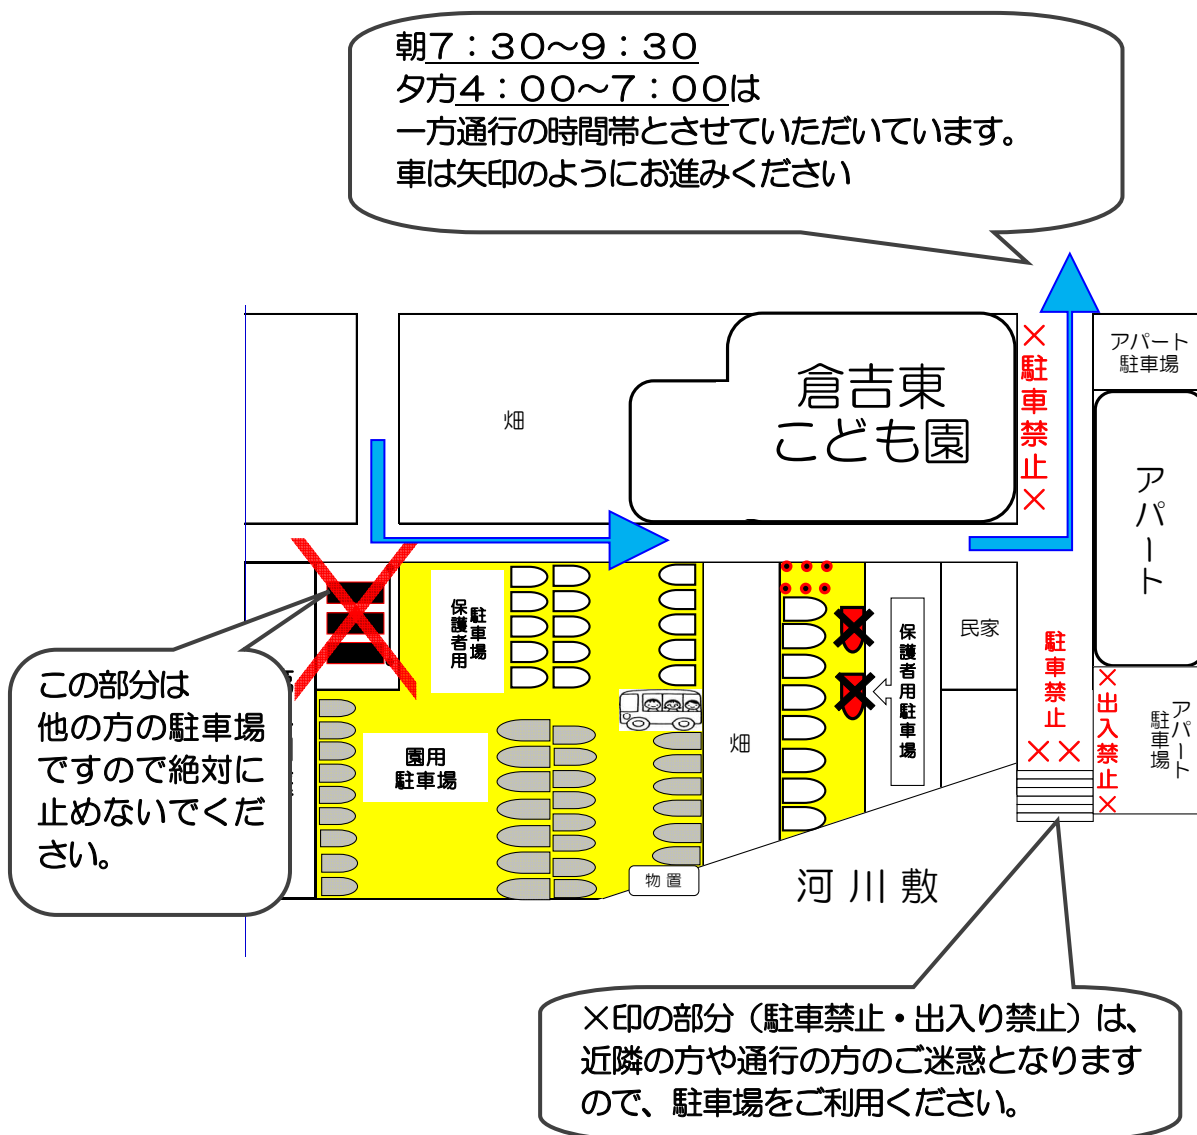 朝7：30～9：30
夕方4：00～7：00は
一方通行の時間帯とさせていただいています。
車は矢印のようにお進みください
倉吉東
こども園
畑
×駐車禁止×
アパート
駐車場
アパート
保護者用
駐車場
園用
駐車場
畑
保護者用駐車場
民家
駐車禁止
××
×出入禁止×
アパート
駐車場
物置
河川敷
この部分は
他の方の駐車場
ですので絶対に
止めないでくだ
さい。
×印の部分（駐車禁止・出入り禁止）は、
近隣の方や通行の方のご迷惑となります
ので、駐車場をご利用ください。